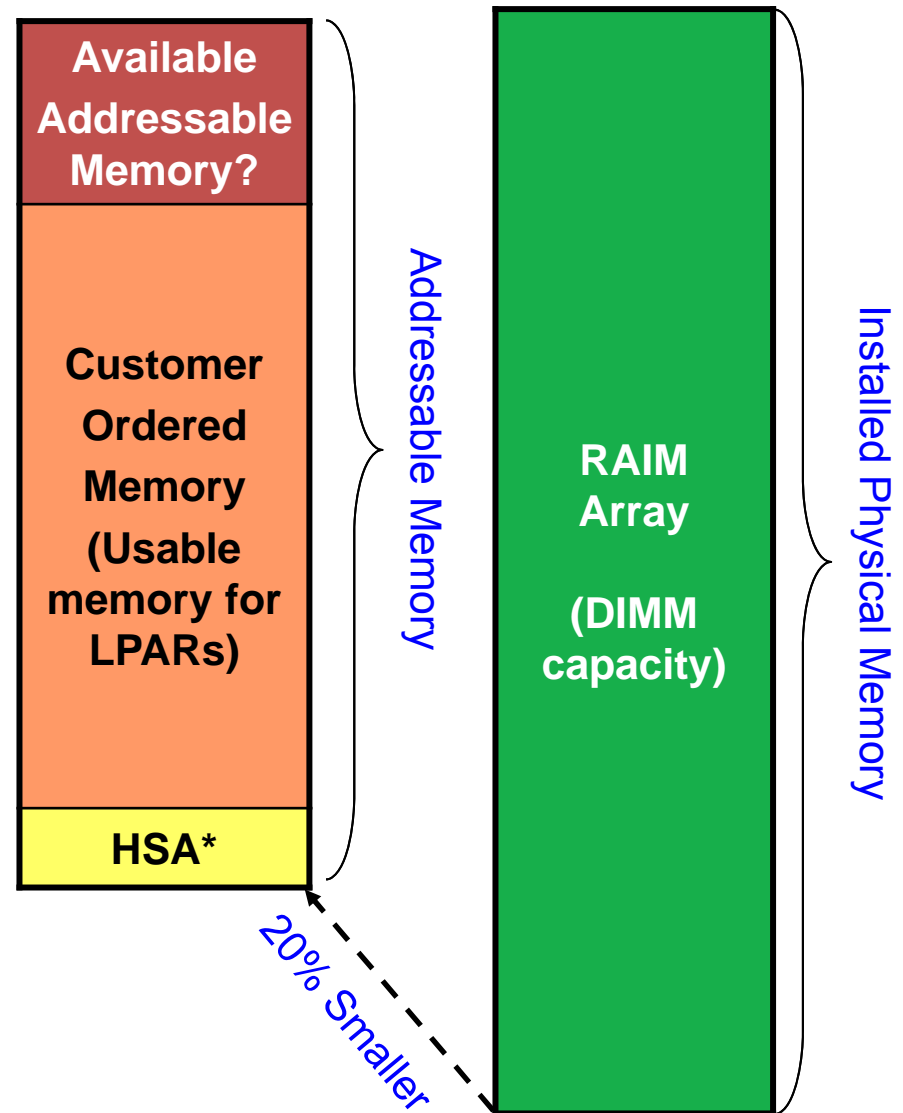 Available
Addressable
Memory?
Customer
Ordered
Memory
(Usable
memory for
LPARs)
HSA*
Addressable Memory
20% Smaller
RAIM
Array
(DIMM
capacity)
Installed Physical Memory